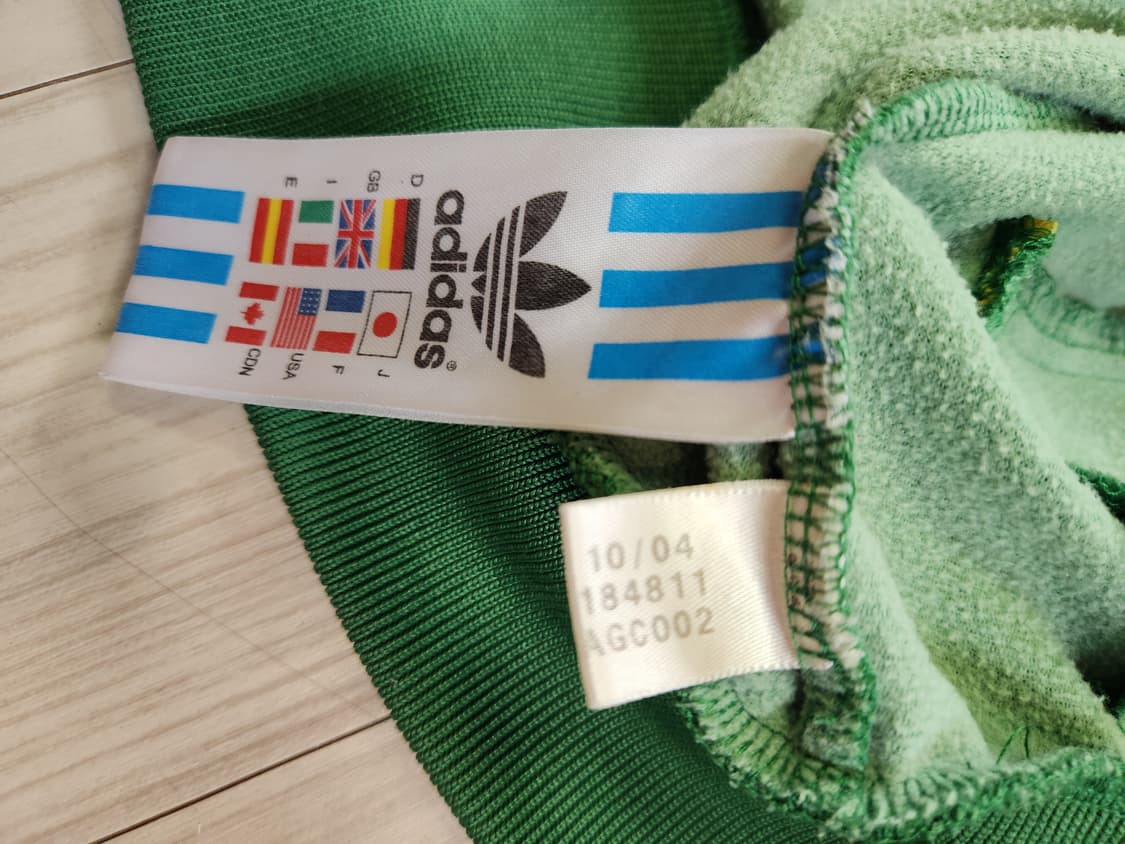 adidas®
D
GB
I
E
J
F
USA
CDN
10/04
184811
AGC002